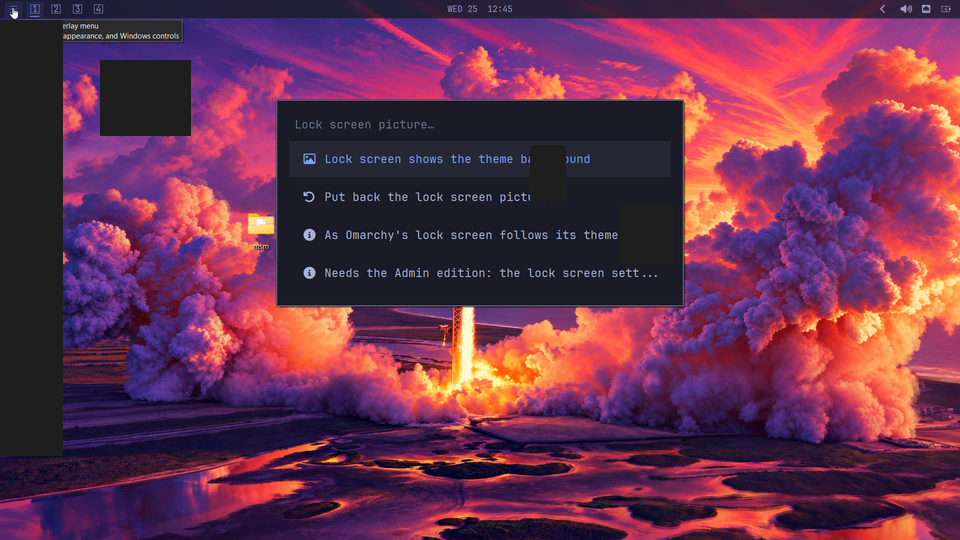 1 2 3 4
WED 25 12:45
erlay menu
appearance, and Windows controls
Lock screen picture…
Lock screen shows the theme ba ound
Put back the lock screen pict
As Omarchy's lock screen follows its theme
Needs the Admin edition: the lock screen sett...